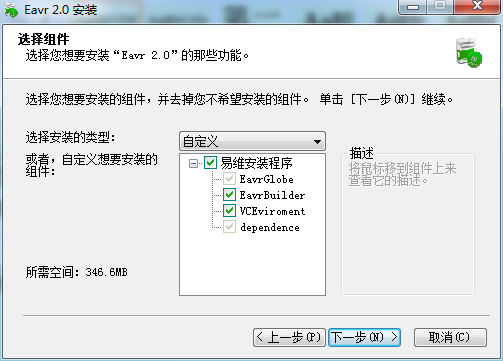 Eavr 2.0 安装
选择组件
选择您想要安装“Eavr 2.0”的那些功能。
选择您想要安装的组件，并去掉您不希望安装的组件。 单击 [下一步(N)] 继续。
选择安装的类型：
自定义
或者，自定义想要安装的
组件：
易维安装程序
EavrGlobe
EavrBuilder
VCEviroment
dependence
描述
将鼠标移到组件上来
查看它的描述。
所需空间：346.6MB
< 上一步(P)
下一步(N) >
取消(C)